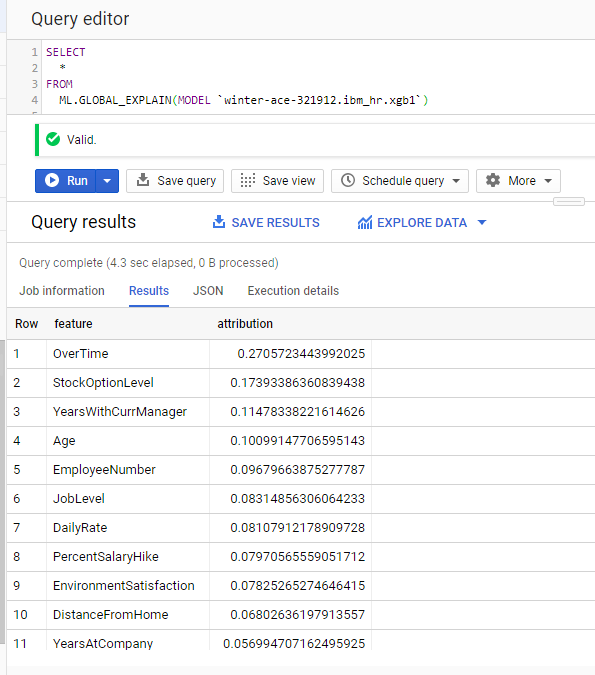 Query editor
1 SELECT
2 *
3 FROM
4 ML.GLOBAL_EXPLAIN(MODEL `winter-ace-321912.ibm_hr.xgb1`)
Valid.
Run Save query Save view Schedule query More
Query results SAVE RESULTS EXPLORE DATA
Query complete (4.3 sec elapsed, 0 B processed)
Job information Results JSON Execution details
Row feature attribution
1 OverTime 0.2705723443992025
2 StockOptionLevel 0.17393386360839438
3 YearsWithCurrManager 0.11478338221614626
4 Age 0.10099147706595143
5 EmployeeNumber 0.09679663875277787
6 JobLevel 0.08314856306064233
7 DailyRate 0.08107912178909728
8 PercentSalaryHike 0.07970565559051712
9 EnvironmentSatisfaction 0.07825265274646415
10 DistanceFromHome 0.06802636197913557
11 YearsAtCompany 0.056994707162495925